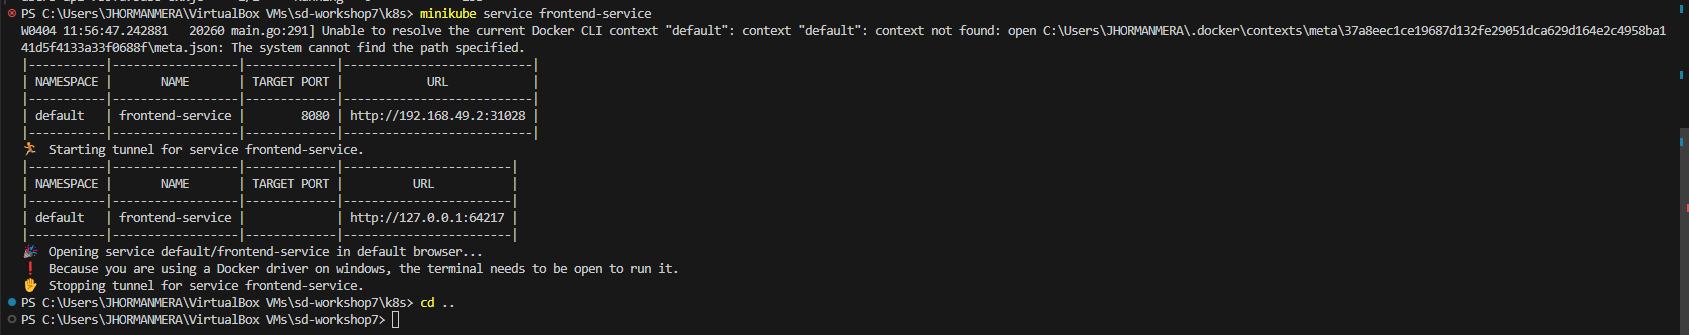 PS C:\Users\JHORMANMERA\VirtualBox VMs\sd-workshop7\k8s> minikube service frontend-service
W0404 11:56:47.242881   20260 main.go:291] Unable to resolve the current Docker CLI context "default": context "default": context not found: open C:\Users\JHORMANMERA\.docker\contexts\meta\37a8eec1ce19687d132fe29051dca629d164e2c4958ba1
41d5f4133a33f0688f\meta.json: The system cannot find the path specified.
|-----------|------------------|-------------|---------------------------|
| NAMESPACE |       NAME       | TARGET PORT |            URL            |
|-----------|------------------|-------------|---------------------------|
| default   | frontend-service |        8080 | http://192.168.49.2:31028 |
|-----------|------------------|-------------|---------------------------|
🏃  Starting tunnel for service frontend-service.
|-----------|------------------|-------------|------------------------|
| NAMESPACE |       NAME       | TARGET PORT |          URL           |
|-----------|------------------|-------------|------------------------|
| default   | frontend-service |             | http://127.0.0.1:64217 |
|-----------|------------------|-------------|------------------------|
🎉  Opening service default/frontend-service in default browser...
❗  Because you are using a Docker driver on windows, the terminal needs to be open to run it.
✋  Stopping tunnel for service frontend-service.
PS C:\Users\JHORMANMERA\VirtualBox VMs\sd-workshop7\k8s> cd ..
PS C:\Users\JHORMANMERA\VirtualBox VMs\sd-workshop7>